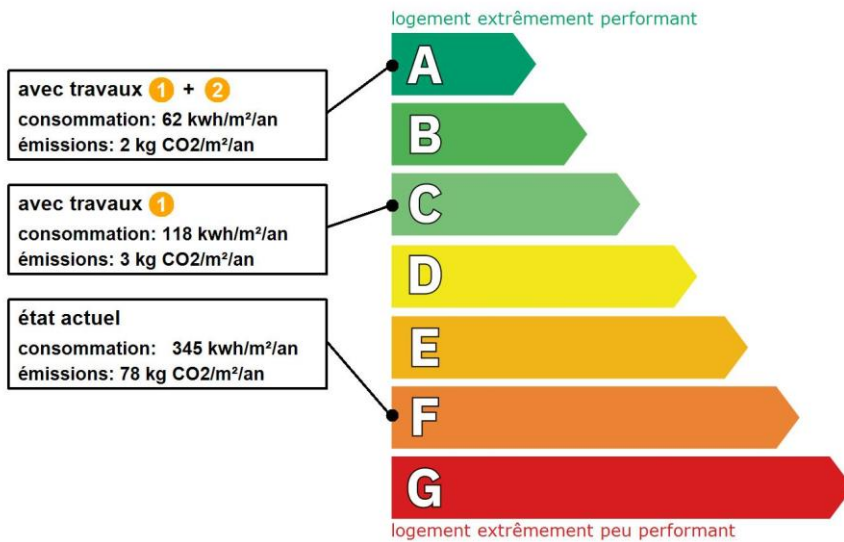 logement extrêmement performant
A
avec travaux 1 + 2
consommation: 62 kwh/m²/an
émissions: 2 kg CO2/m²/an
B
avec travaux 1
consommation: 118 kwh/m²/an
émissions: 3 kg CO2/m²/an
C
D
état actuel
consommation: 345 kwh/m²/an
émissions: 78 kg CO2/m²/an
E
F
G
logement extrêmement peu performant